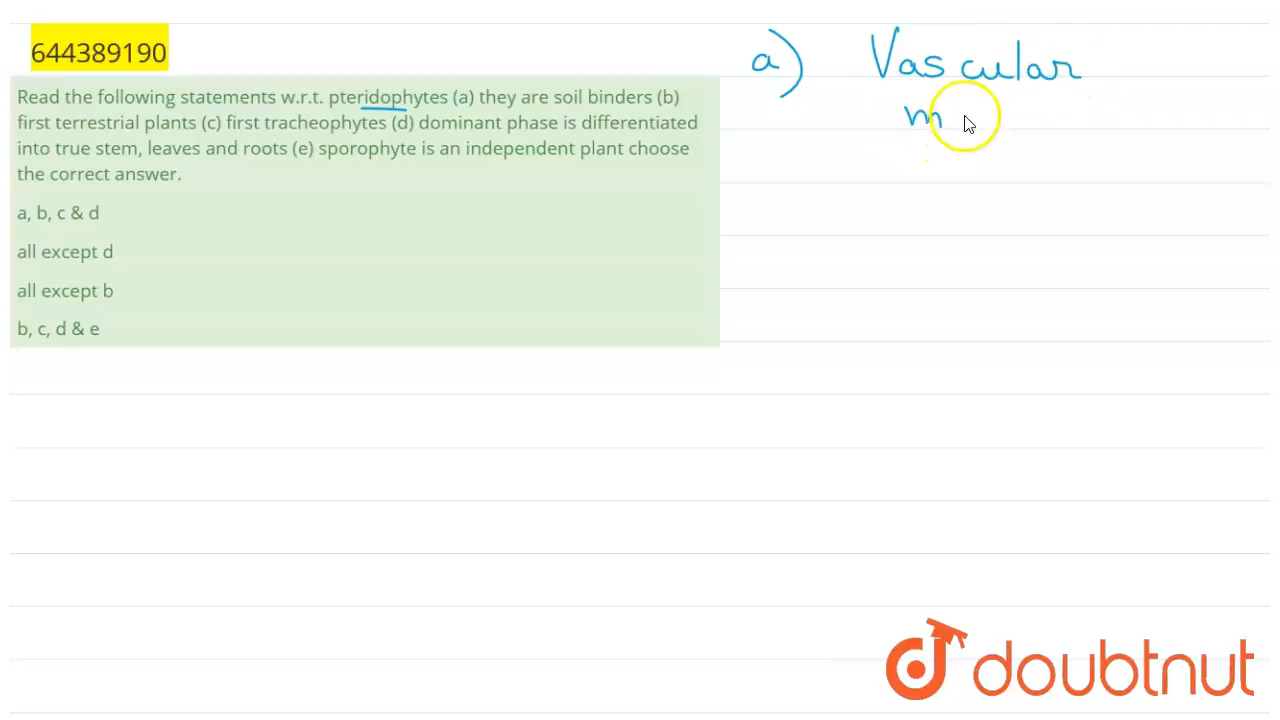 644389190
Read the following statements w.r.t. pteridophytes (a) they are soil binders (b)
first terrestrial plants (c) first tracheophytes (d) dominant phase is differentiated
into true stem, leaves and roots (e) sporophyte is an independent plant choose
the correct answer.
a, b, c & d
all except d
all except b
b, c, d & e
a) Vascular
m
doubtnut